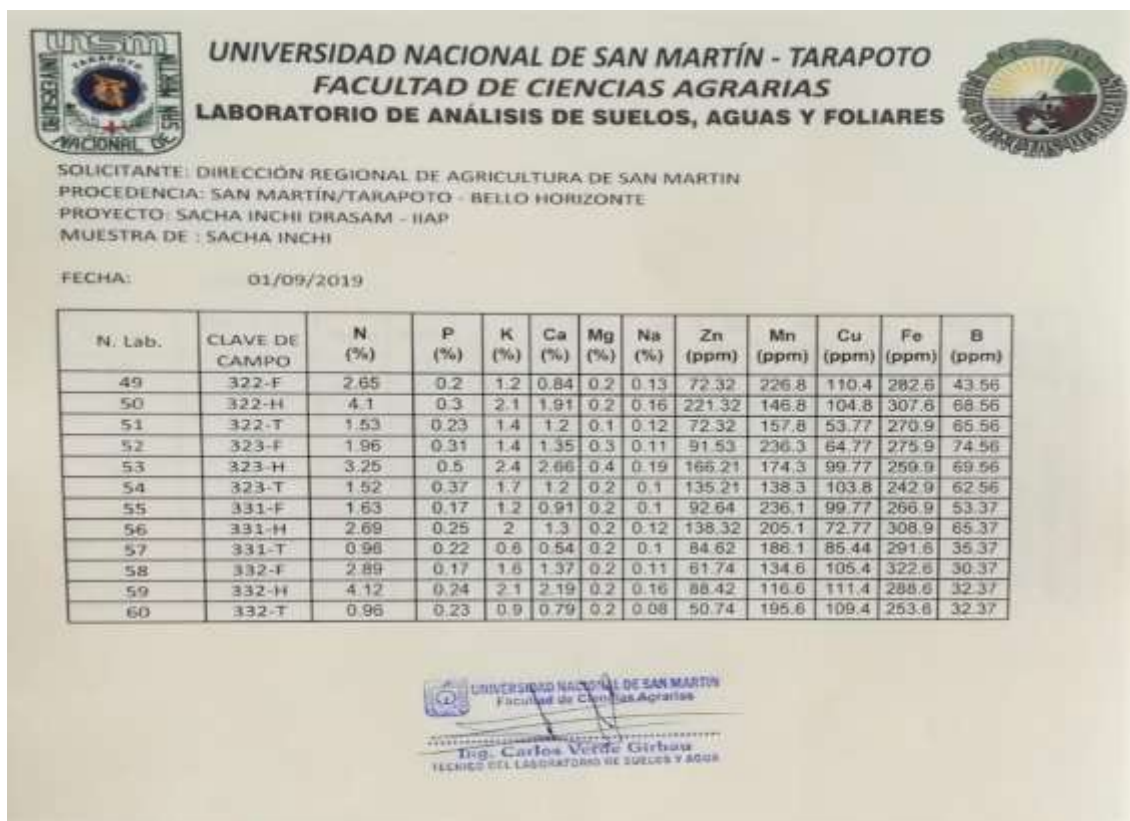 UNSM
TARAPOTO
UNIVERSIDAD NACIONAL DE SAN MARTIN
UNIVERSIDAD NACIONAL DE SAN MARTÍN - TARAPOTO
FACULTAD DE CIENCIAS AGRARIAS
LABORATORIO DE ANÁLISIS DE SUELOS, AGUAS Y FOLIARES
SOLICITANTE: DIRECCIÓN REGIONAL DE AGRICULTURA DE SAN MARTIN
PROCEDENCIA: SAN MARTÍN/TARAPOTO - BELLO HORIZONTE
PROYECTO: SACHA INCHI DRASAM - IIAP
MUESTRA DE : SACHA INCHI
FECHA: 01/09/2019
N. Lab. CLAVE DE CAMPO N (%) P (%) K (%) Ca (%) Mg (%) Na (%) Zn (ppm) Mn (ppm) Cu (ppm) Fe (ppm) B (ppm)
49 322-F 2.65 0.2 1.2 0.84 0.2 0.13 72.32 226.8 110.4 282.6 43.56
50 322-H 4.1 0.3 2.1 1.91 0.2 0.16 221.32 146.8 104.8 307.6 68.56
51 322-T 1.53 0.23 1.4 1.2 0.1 0.12 72.32 157.8 53.77 270.9 65.56
52 323-F 1.96 0.31 1.4 1.35 0.3 0.11 91.53 236.3 64.77 275.9 74.56
53 323-H 3.25 0.5 2.4 2.66 0.4 0.19 166.21 174.3 99.77 259.9 69.56
54 323-T 1.52 0.37 1.7 1.2 0.2 0.1 135.21 138.3 103.8 242.9 62.56
55 331-F 1.63 0.17 1.2 0.91 0.2 0.1 92.64 236.1 99.77 266.9 53.37
56 331-H 2.69 0.25 2 1.3 0.2 0.12 138.32 205.1 72.77 308.9 65.37
57 331-T 0.96 0.22 0.6 0.54 0.2 0.1 84.62 186.1 85.44 291.6 35.37
58 332-F 2.89 0.17 1.6 1.37 0.2 0.11 61.74 134.6 105.4 322.6 30.37
59 332-H 4.12 0.24 2.1 2.19 0.2 0.16 88.42 116.6 111.4 288.6 32.37
60 332-T 0.96 0.23 0.9 0.79 0.2 0.08 50.74 195.6 109.4 253.6 32.37
UNIVERSIDAD NACIONAL DE SAN MARTIN
Facultad de Ciencias Agrarias
Ing. Carlos Verde Girbau
TECNICO DEL LABORATORIO DE SUELOS Y AGUA